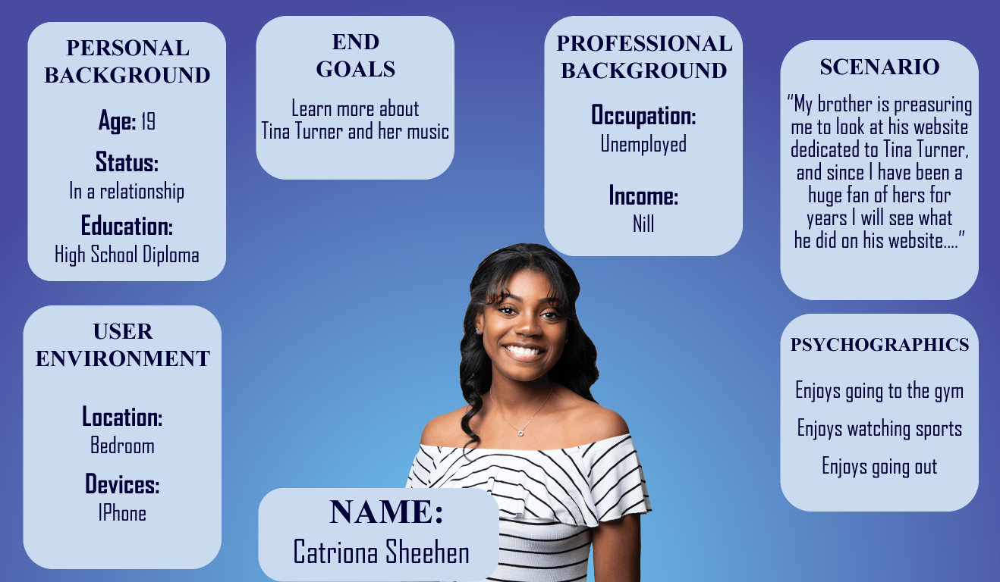 PERSONAL
BACKGROUND
Age: 19
Status:
In a relationship
Education:
High School Diploma
END
GOALS
Learn more about
Tina Turner and her music
PROFESSIONAL
BACKGROUND
Occupation:
Unemployed
Income:
Nill
SCENARIO
“My brother is preasuring
me to look at his website
dedicated to Tina Turner,
and since I have been a
huge fan of hers for
years I will see what
he did on his website....”
USER
ENVIRONMENT
Location:
Bedroom
Devices:
IPhone
NAME:
Catriona Sheehen
PSYCHOGRAPHICS
Enjoys going to the gym
Enjoys watching sports
Enjoys going out